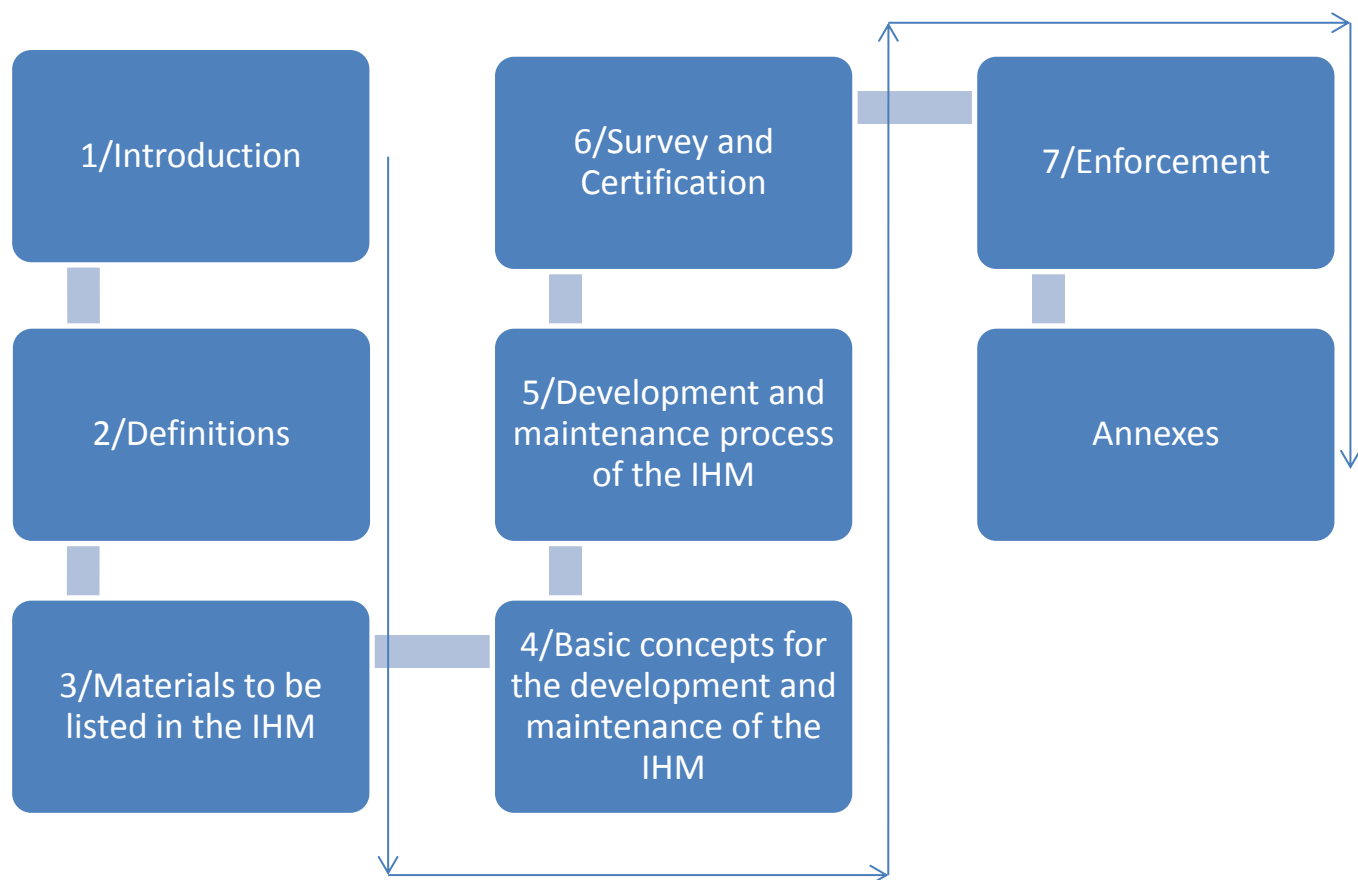 1/Introduction
2/Definitions
3/Materials to be
listed in the IHM
4/Basic concepts for
the development and
maintenance of the
IHM
5/Development and
maintenance process
of the IHM
6/Survey and
Certification
7/Enforcement
Annexes